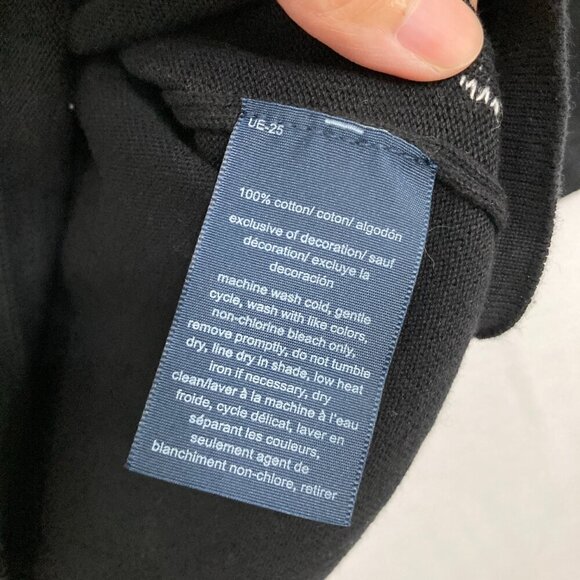 UE-25
100% cotton/ coton/ algodón
exclusive of decoration/ sauf
décoration/ excluye la
decoración
machine wash cold, gentle
cycle, wash with like colors,
non-chlorine bleach only,
remove promptly, do not tumble
dry, line dry in shade, low heat
iron if necessary, dry
clean/laver à la machine à l'eau
froide, cycle délicat, laver en
séparant les couleurs,
seulement agent de
blanchiment non-chlore, retirer